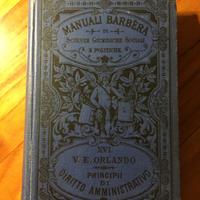 MANUALI BARBÈRA
DI
SCIENZE GIURIDICHE SOCIALI
E POLITICHE
XVI.
V. E. ORLANDO
PRINCIPII
DI
DIRITTO AMMINISTRATIVO